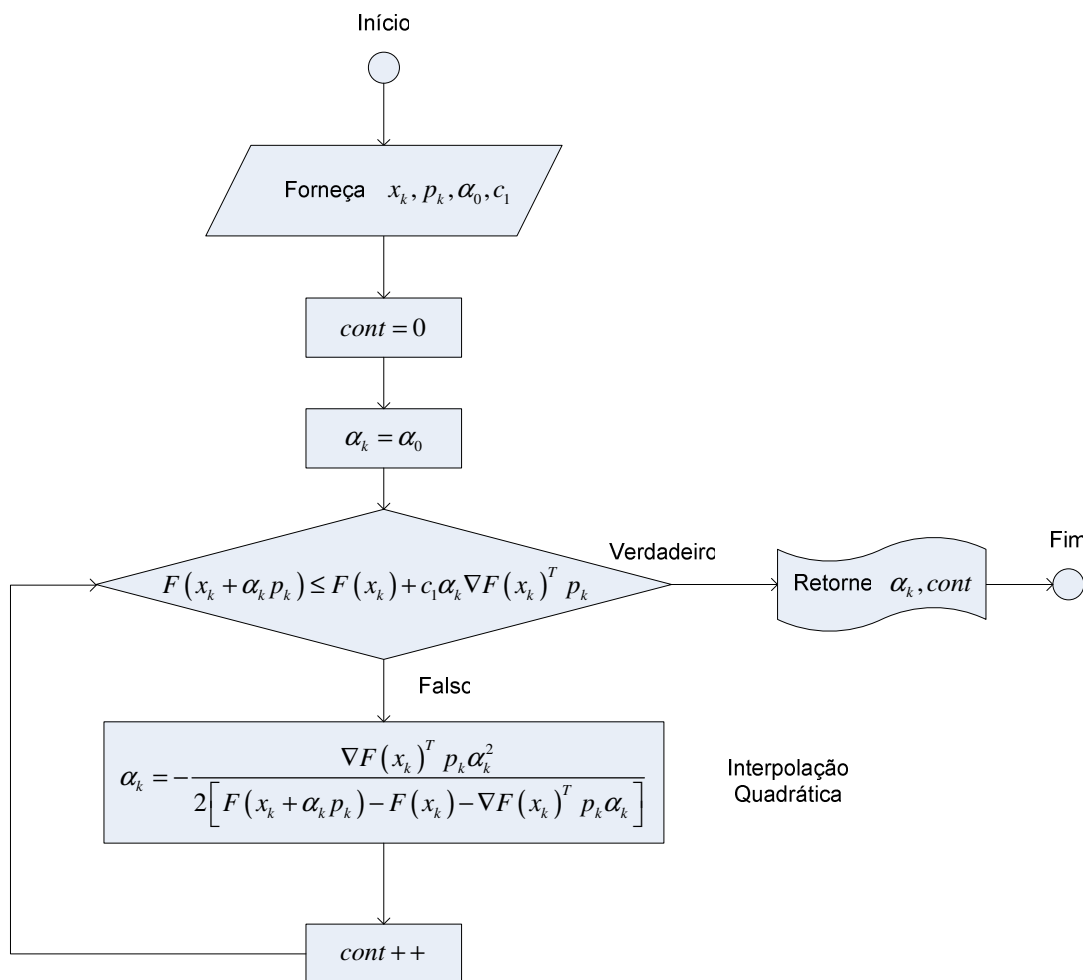 Início
Forneça x_k, p_k, α_0, c_1
cont = 0
α_k = α_0
F(x_k + α_k p_k) ≤ F(x_k) + c_1 α_k ∇F(x_k)^T p_k
Verdadeiro
Retorne α_k, cont
Fim
Falso
α_k = - ∇F(x_k)^T p_k α_k^2 / 2[F(x_k + α_k p_k) - F(x_k) - ∇F(x_k)^T p_k α_k]
Interpolação
Quadrática
cont + +